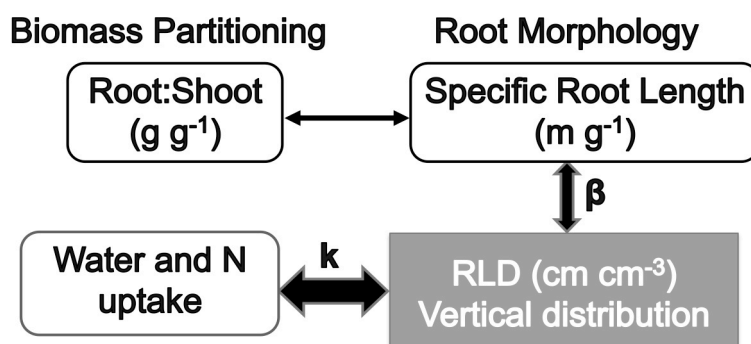 Biomass Partitioning
Root Morphology
Root:Shoot
(g g⁻¹)
Specific Root Length
(m g⁻¹)
β
Water and N
uptake
k
RLD (cm cm⁻³)
Vertical distribution